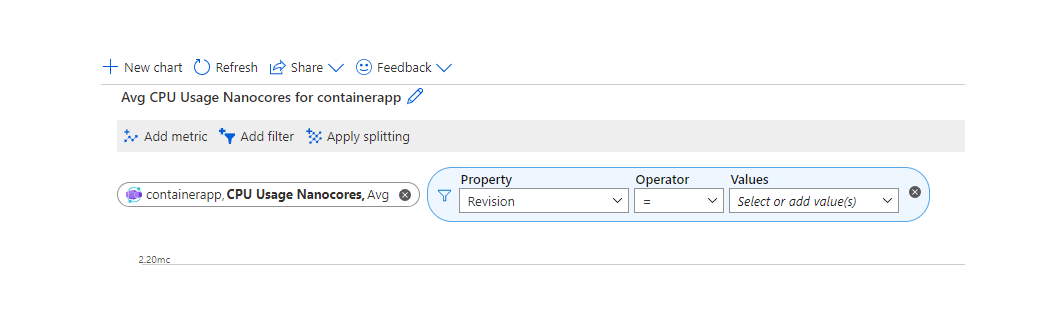 New chart Refresh Share Feedback
Avg CPU Usage Nanocores for containerapp
Add metric Add filter Apply splitting
Property Operator Values
containerapp, CPU Usage Nanocores, Avg Revision = Select or add value(s)
2.20mc